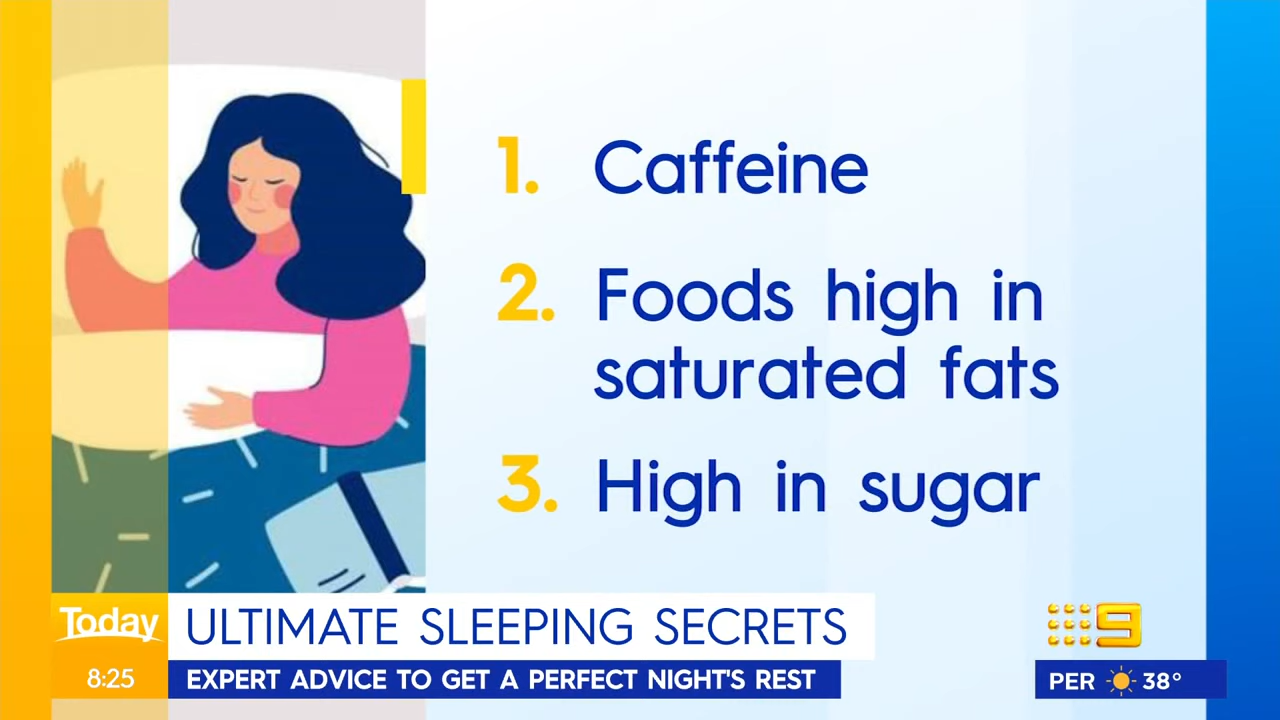 1. Caffeine
2. Foods high in
saturated fats
3. High in sugar
Today
ULTIMATE SLEEPING SECRETS
9
8:25
EXPERT ADVICE TO GET A PERFECT NIGHT'S REST
PER 38°